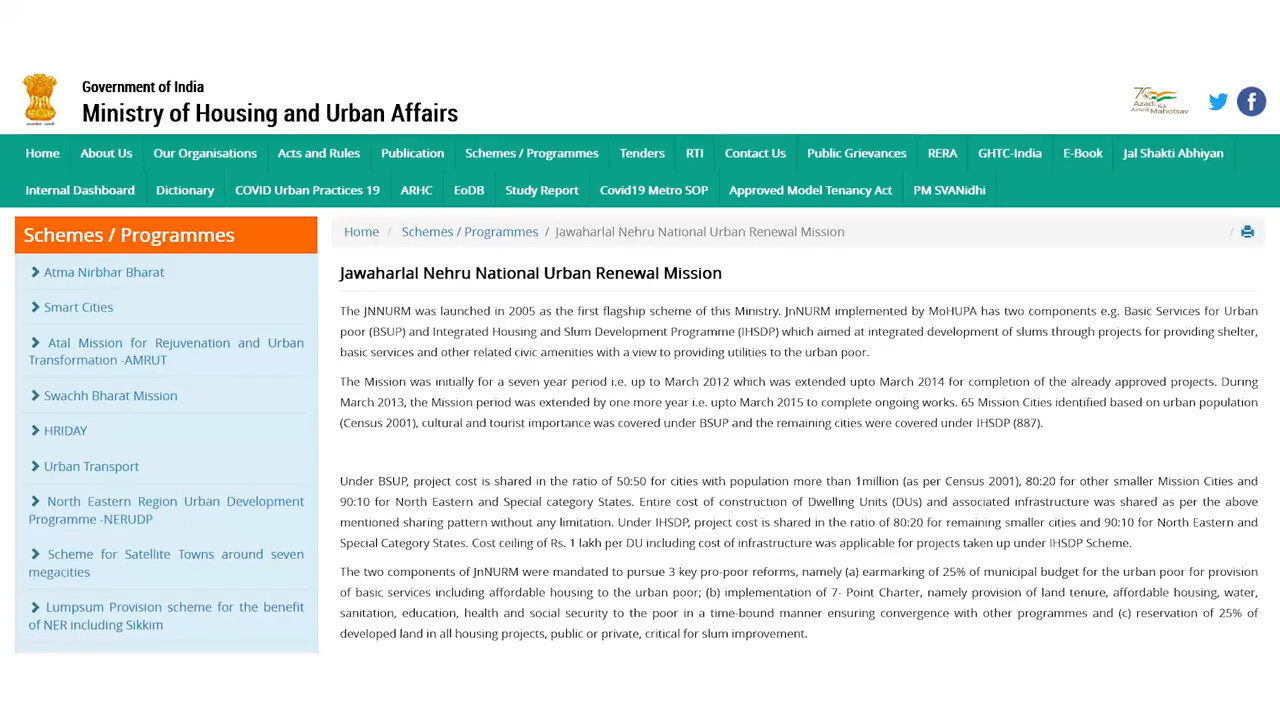 Government of India
Ministry of Housing and Urban Affairs
75
Azadi Ka
Amrit Mahotsav
Home About Us Our Organisations Acts and Rules Publication Schemes / Programmes Tenders RTI Contact Us Public Grievances RERA GHTC-India E-Book Jal Shakti Abhiyan
Internal Dashboard Dictionary COVID Urban Practices 19 ARHC EoDB Study Report Covid19 Metro SOP Approved Model Tenancy Act PM SVANidhi
Schemes / Programmes
Atma Nirbhar Bharat
Smart Cities
Atal Mission for Rejuvenation and Urban
Transformation -AMRUT
Swachh Bharat Mission
HRIDAY
Urban Transport
North Eastern Region Urban Development
Programme -NERUDP
Scheme for Satellite Towns around seven
megacities
Lumpsum Provision scheme for the benefit
of NER including Sikkim
Home / Schemes / Programmes / Jawaharlal Nehru National Urban Renewal Mission /
Jawaharlal Nehru National Urban Renewal Mission
The JNNURM was launched in 2005 as the first flagship scheme of this Ministry. JnNURM implemented by MoHUPA has two components e.g. Basic Services for Urban
poor (BSUP) and Integrated Housing and Slum Development Programme (IHSDP) which aimed at integrated development of slums through projects for providing shelter,
basic services and other related civic amenities with a view to providing utilities to the urban poor.
The Mission was initially for a seven year period i.e. up to March 2012 which was extended upto March 2014 for completion of the already approved projects. During
March 2013, the Mission period was extended by one more year i.e. upto March 2015 to complete ongoing works. 65 Mission Cities identified based on urban population
(Census 2001), cultural and tourist importance was covered under BSUP and the remaining cities were covered under IHSDP (887).
Under BSUP, project cost is shared in the ratio of 50:50 for cities with population more than 1million (as per Census 2001), 80:20 for other smaller Mission Cities and
90:10 for North Eastern and Special category States. Entire cost of construction of Dwelling Units (DUs) and associated infrastructure was shared as per the above
mentioned sharing pattern without any limitation. Under IHSDP, project cost is shared in the ratio of 80:20 for remaining smaller cities and 90:10 for North Eastern and
Special Category States. Cost ceiling of Rs. 1 lakh per DU including cost of infrastructure was applicable for projects taken up under IHSDP Scheme.
The two components of JnNURM were mandated to pursue 3 key pro-poor reforms, namely (a) earmarking of 25% of municipal budget for the urban poor for provision
of basic services including affordable housing to the urban poor; (b) implementation of 7- Point Charter, namely provision of land tenure, affordable housing, water,
sanitation, education, health and social security to the poor in a time-bound manner ensuring convergence with other programmes and (c) reservation of 25% of
developed land in all housing projects, public or private, critical for slum improvement.